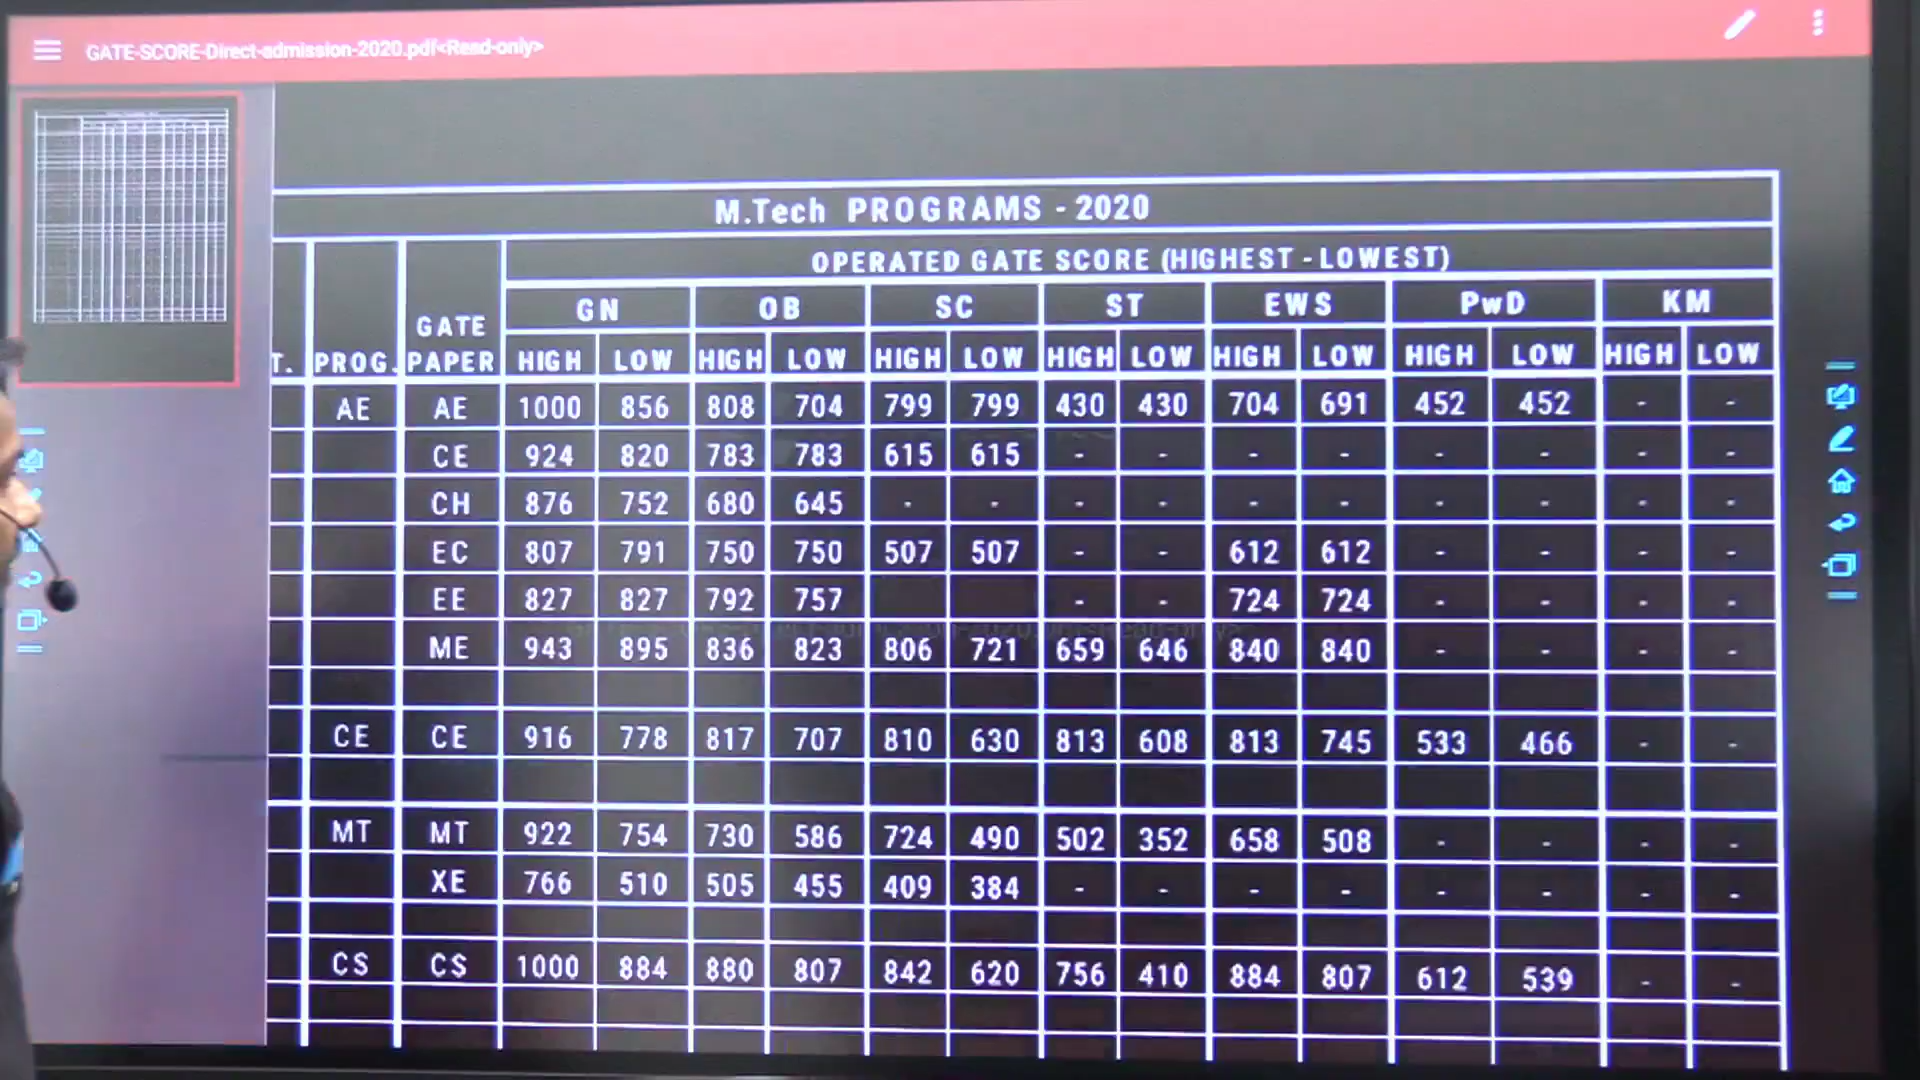 GATE-SCORE-Direct-admission-2020.pdf<Read-only>
M.Tech PROGRAMS - 2020
OPERATED GATE SCORE (HIGHEST - LOWEST)
GN OB SC ST EWS PwD KM
T. PROG. GATE PAPER HIGH LOW HIGH LOW HIGH LOW HIGH LOW HIGH LOW HIGH LOW HIGH LOW
AE AE 1000 856 808 704 799 799 430 430 704 691 452 452 - -
CE 924 820 783 783 615 615 - - - - - - - -
CH 876 752 680 645 - - - - - - - - - -
EC 807 791 750 750 507 507 - - 612 612 - - - -
EE 827 827 792 757 - - 724 724 - - - -
ME 943 895 836 823 806 721 659 646 840 840 - - - -
CE CE 916 778 817 707 810 630 813 608 813 745 533 466 - -
MT MT 922 754 730 586 724 490 502 352 658 508 - - - -
XE 766 510 505 455 409 384 - - - - - - - -
CS CS 1000 884 880 807 842 620 756 410 884 807 612 539 - -